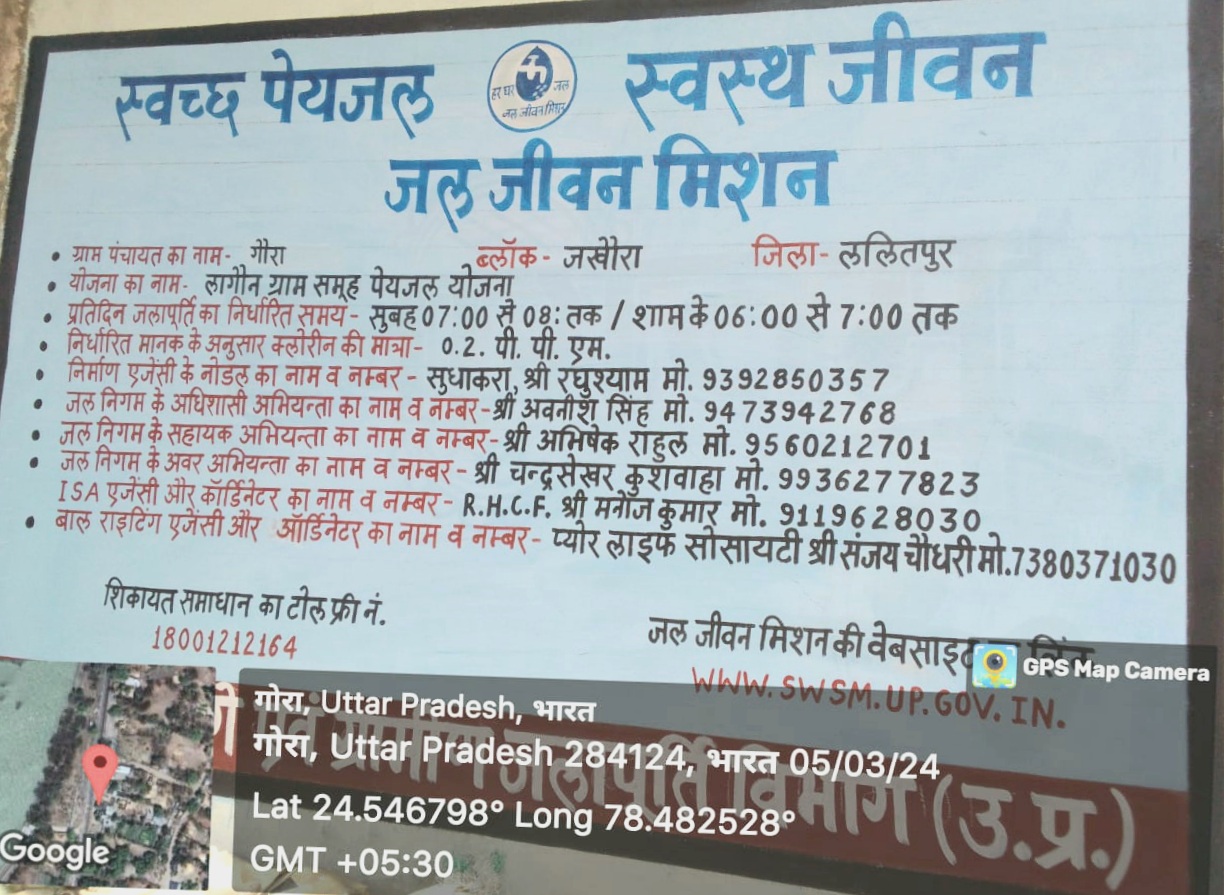 स्वच्छ पेयजल स्वस्थ जीवन
हर घर जल
जल जीवन मिशन
जल जीवन मिशन
• ग्राम पंचायत का नाम- गौरा ब्लॉक- जखौरा जिला- ललितपुर
• योजना का नाम- लागौन ग्राम समूह पेयजल योजना
• प्रतिदिन जलापूर्ति का निर्धारित समय- सुबह 07:00 से 08: तक / शाम के 06:00 से 7:00 तक
• निर्धारित मानक के अनुसार क्लोरीन की मात्रा- 0.2. पी. पी. एम.
• निर्माण एजेंसी के नोडल का नाम व नम्बर- सुधाकरा, श्री रघुश्याम मो. 9392850357
• जल निगम के अधिशासी अभियन्ता का नाम व नम्बर-श्री अवनीश सिंह मो. 9473942768
• जल निगम के सहायक अभियन्ता का नाम व नम्बर-श्री अभिषेक राहुल मो. 9560212701
• जल निगम के अवर अभियन्ता का नाम व नम्बर- श्री चन्द्रसेखर कुशवाहा मो. 9936277823
ISA एजेंसी और कॉर्डिनेटर का नाम व नम्बर- R.H.C.F. श्री मनोज कुमार मो. 9119628030
• बाल राइटिंग एजेंसी और ऑर्डिनेटर का नाम व नम्बर- प्योर लाइफ सोसायटी श्री संजय चौधरी मो.7380371030
शिकायत समाधान का टोल फ्री नं.
18001212164
जल जीवन मिशन की वेबसाइट
WWW.SWSM.UP.GOV.IN.
एवं ग्रामीण जलापूर्ति विभाग (उ.प्र.)
GPS Map Camera
गोरा, Uttar Pradesh, भारत
गोरा, Uttar Pradesh 284124, भारत 05/03/24
Lat 24.546798° Long 78.482528°
GMT +05:30
Google